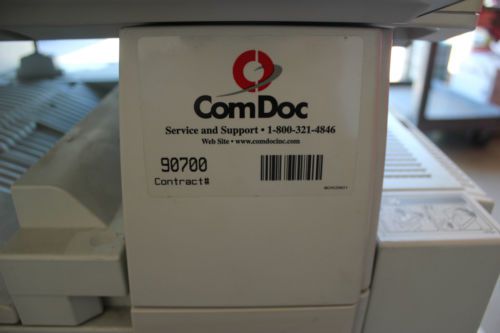 ComDoc
Service and Support • 1-800-321-4846
Web Site • www.comdocinc.com
90700
Contract#